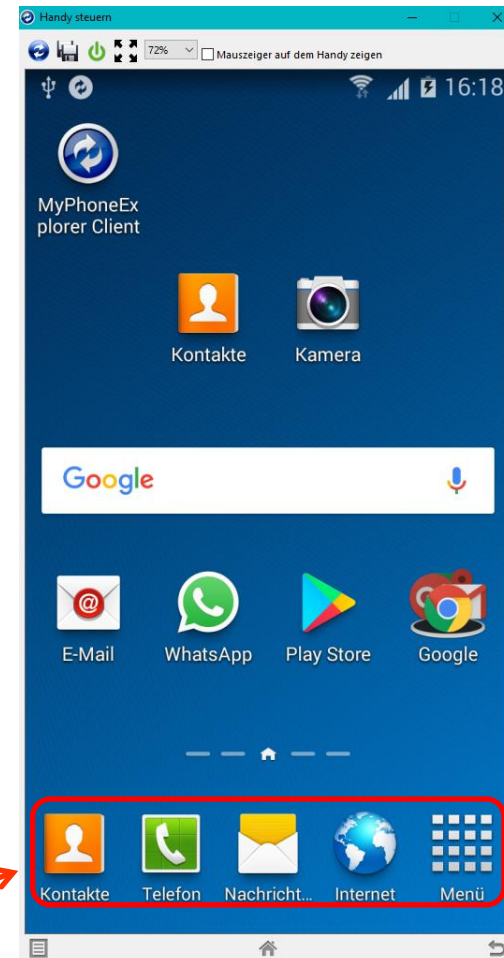 Handy steuern
72% Mauszeiger auf dem Handy zeigen
16:18
MyPhoneEx
plorer Client
Kontakte Kamera
Google
@
E-Mail WhatsApp Play Store Google
Kontakte Telefon Nachricht... Internet Menü